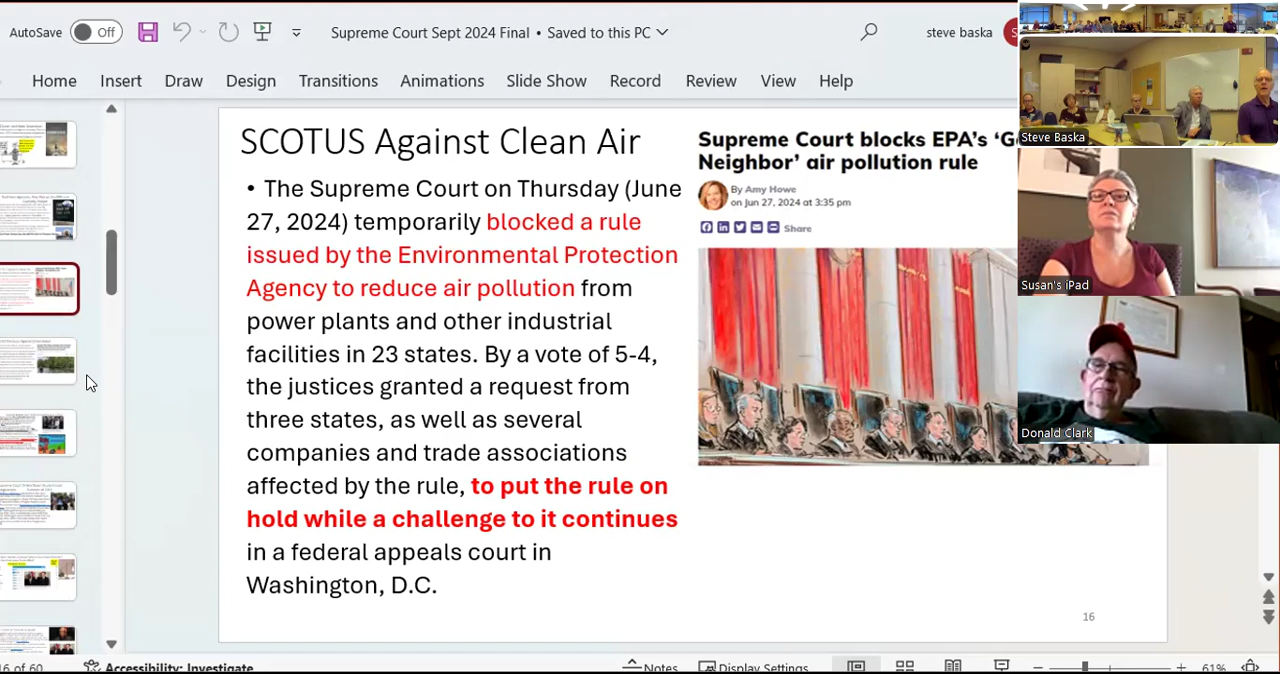 AutoSave
Off
Supreme Court Sept 2024 Final • Saved to this PC
steve baska
Home Insert Draw Design Transitions Animations Slide Show Record Review View Help
SCOTUS Against Clean Air
• The Supreme Court on Thursday (June
27, 2024) temporarily blocked a rule
issued by the Environmental Protection
Agency to reduce air pollution from
power plants and other industrial
facilities in 23 states. By a vote of 5-4,
the justices granted a request from
three states, as well as several
companies and trade associations
affected by the rule, to put the rule on
hold while a challenge to it continues
in a federal appeals court in
Washington, D.C.
Supreme Court blocks EPA's 'G
Neighbor' air pollution rule
By Amy Howe
on Jun 27, 2024 at 3:35 pm
Share
16
Steve Baska
Susan's iPad
Donald Clark
16 of 60
Accessibility: Investigate
Notes
Display Settings
61%